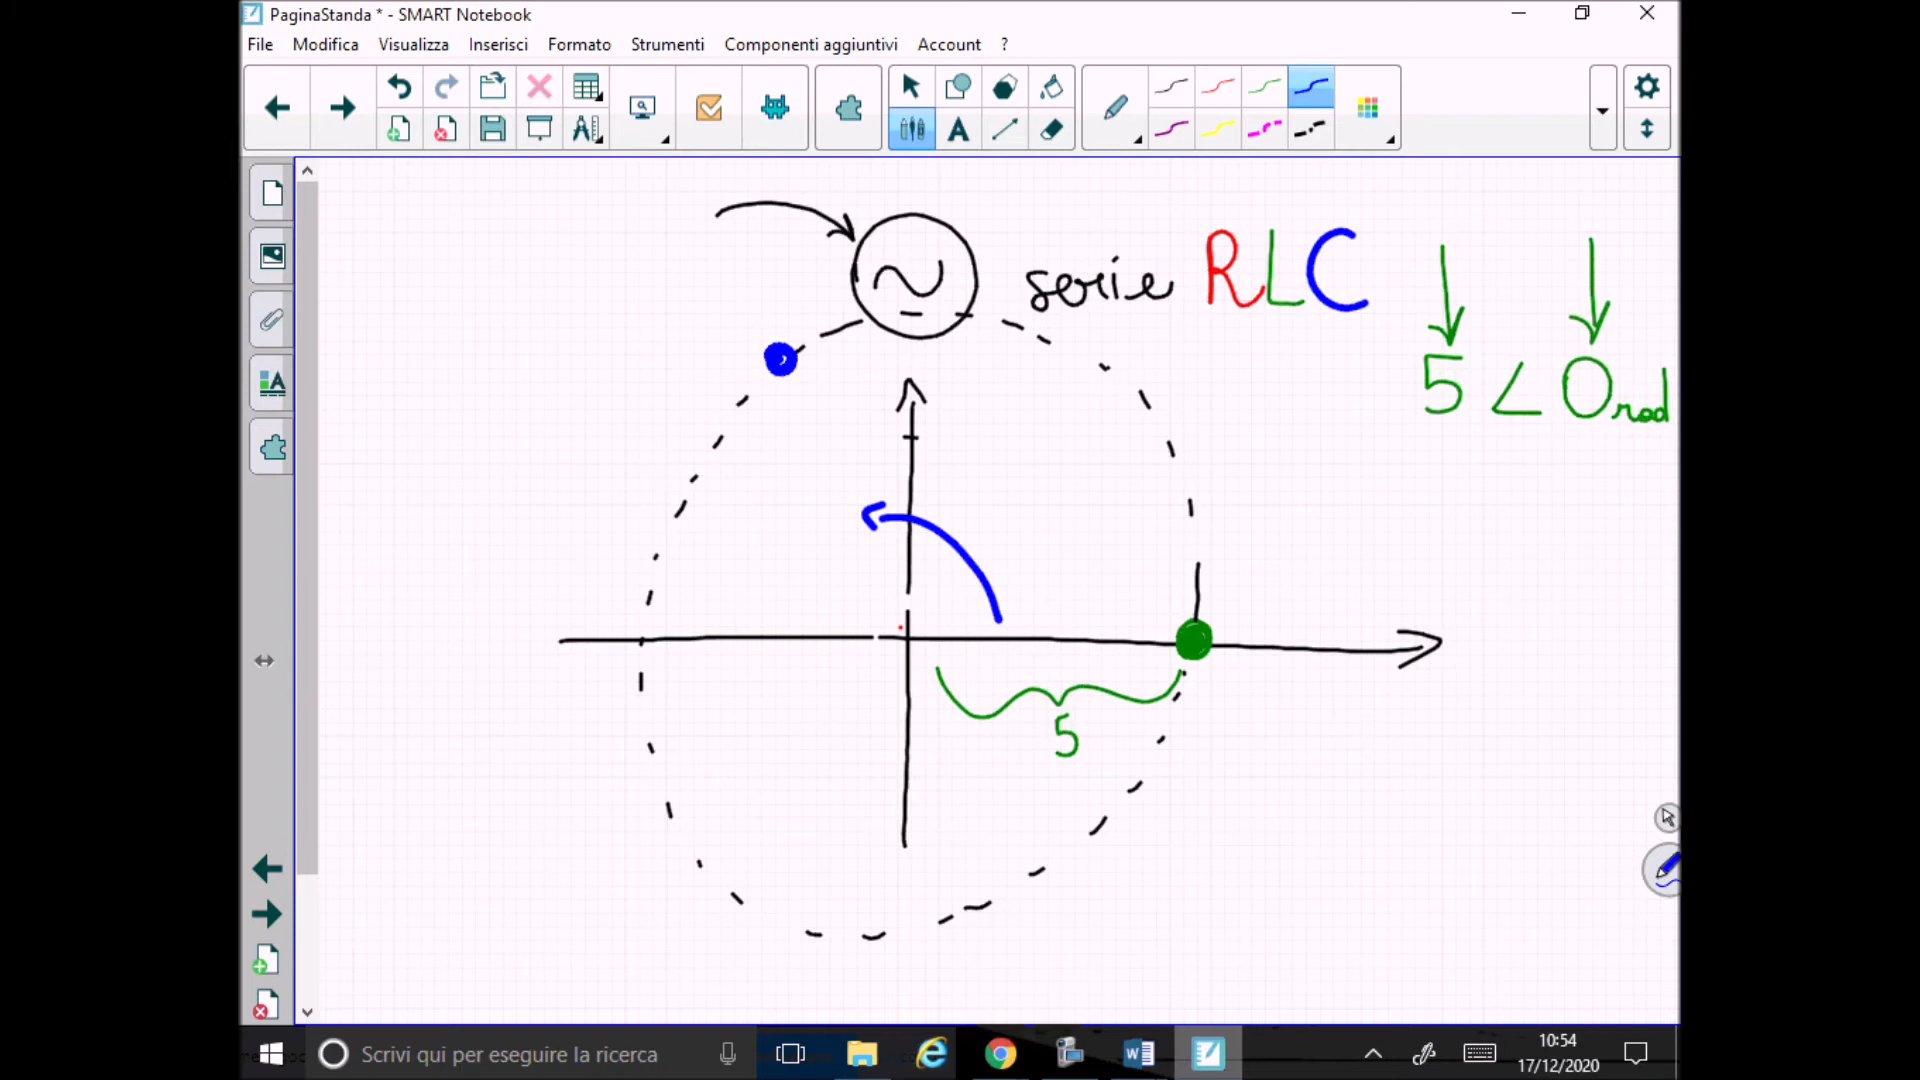 PaginaStanda * - SMART Notebook
File Modifica Visualizza Inserisci Formato Strumenti Componenti aggiuntivi Account ?
serie RLC
5 ∠ 0rad
5
Scrivi qui per eseguire la ricerca
10:54
17/12/2020